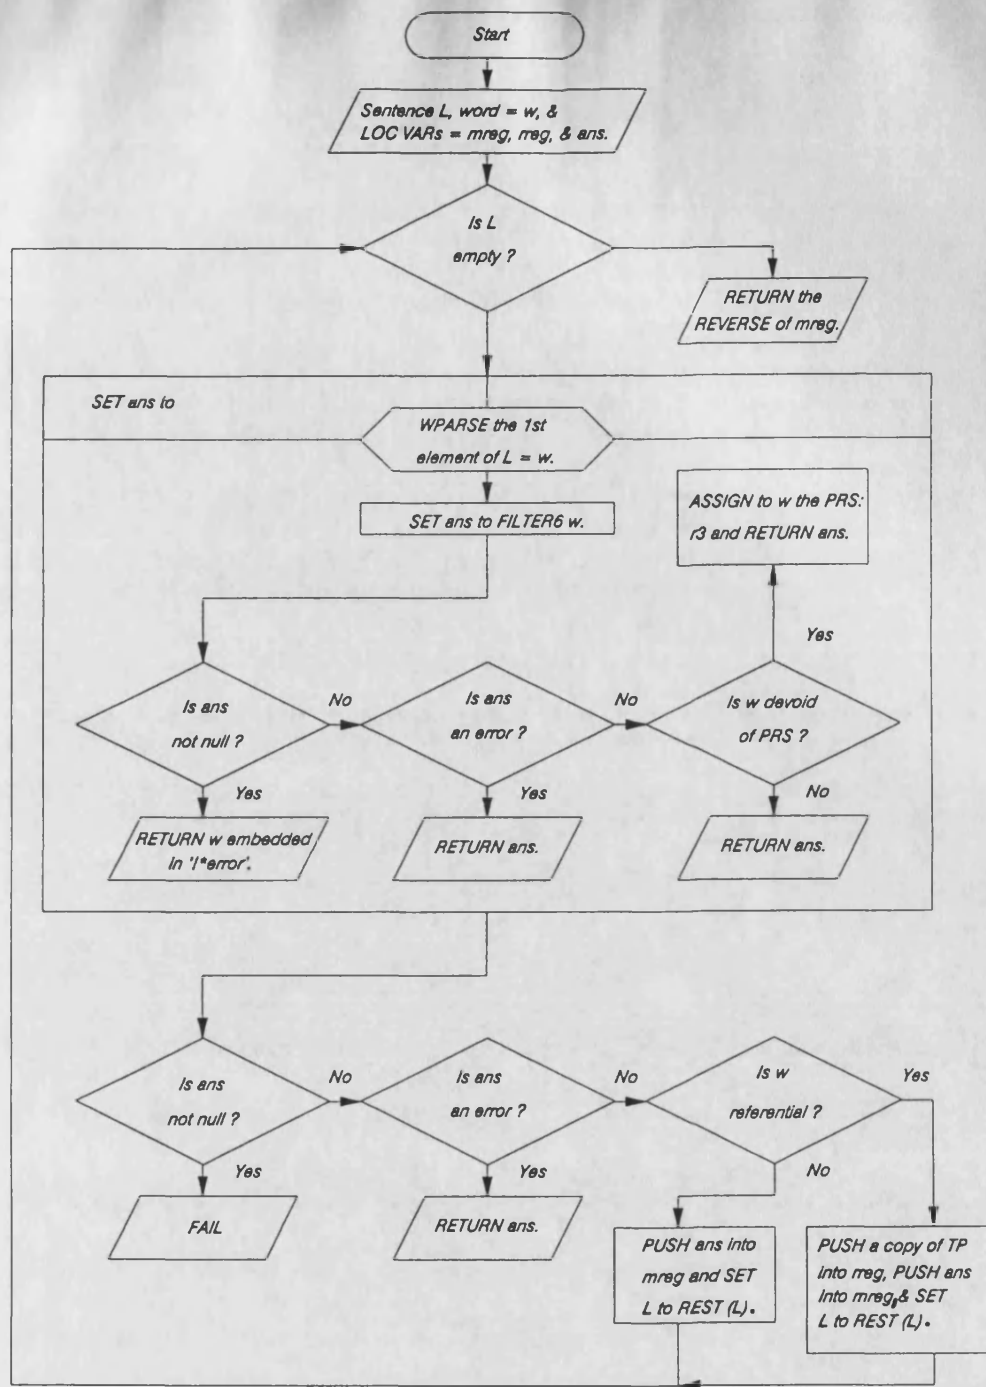 Start
Sentence L, word = w, &
LOC VARs = mreg, rreg, & ans.
Is L
empty ?
RETURN the
REVERSE of mreg.
SET ans to
WPARSE the 1st
element of L = w.
SET ans to FILTER6 w.
ASSIGN to w the PRS:
r3 and RETURN ans.
Yes
Is ans
not null ?
No
Is ans
an error ?
No
Is w devoid
of PRS ?
Yes
Yes
No
RETURN w embedded
in '/*error'.
RETURN ans.
RETURN ans.
Is ans
not null ?
No
Is ans
an error ?
No
Is w
referential ?
Yes
Yes
Yes
No
FAIL
RETURN ans.
PUSH ans into
mreg and SET
L to REST (L).
PUSH a copy of TP
into rreg, PUSH ans
into mreg, & SET
L to REST (L).